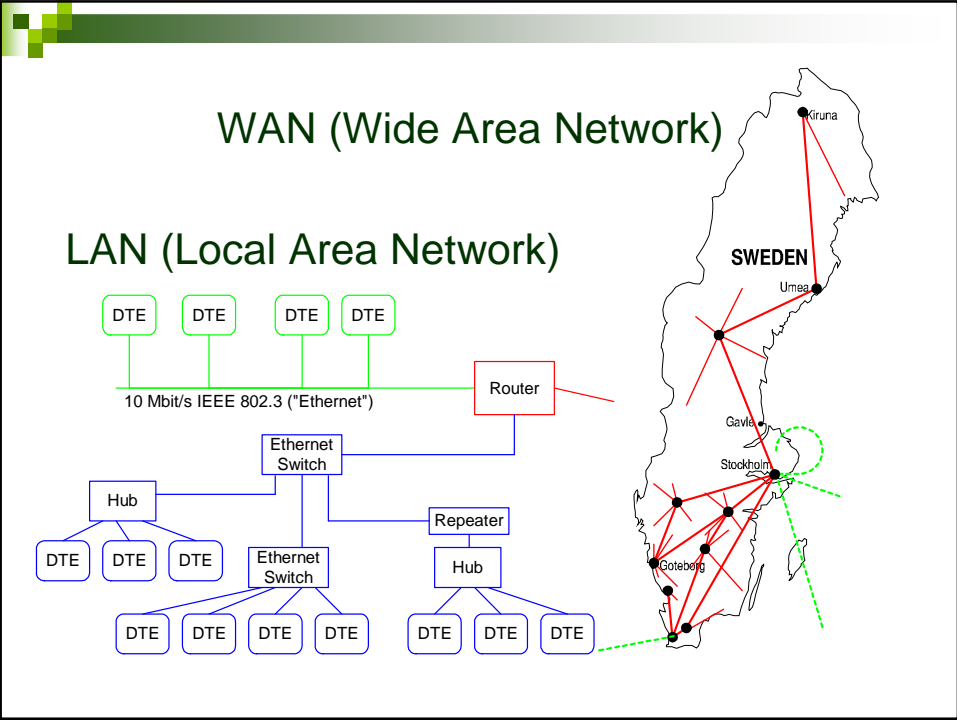 WAN (Wide Area Network)
Kiruna
LAN (Local Area Network)
SWEDEN
Umea
DTE DTE DTE DTE
Router
10 Mbit/s IEEE 802.3 ("Ethernet")
Gavle
Ethernet
Switch
Stockholm
Hub
Repeater
DTE DTE DTE
Ethernet
Switch
Hub
Goteborg
DTE DTE DTE DTE
DTE DTE DTE